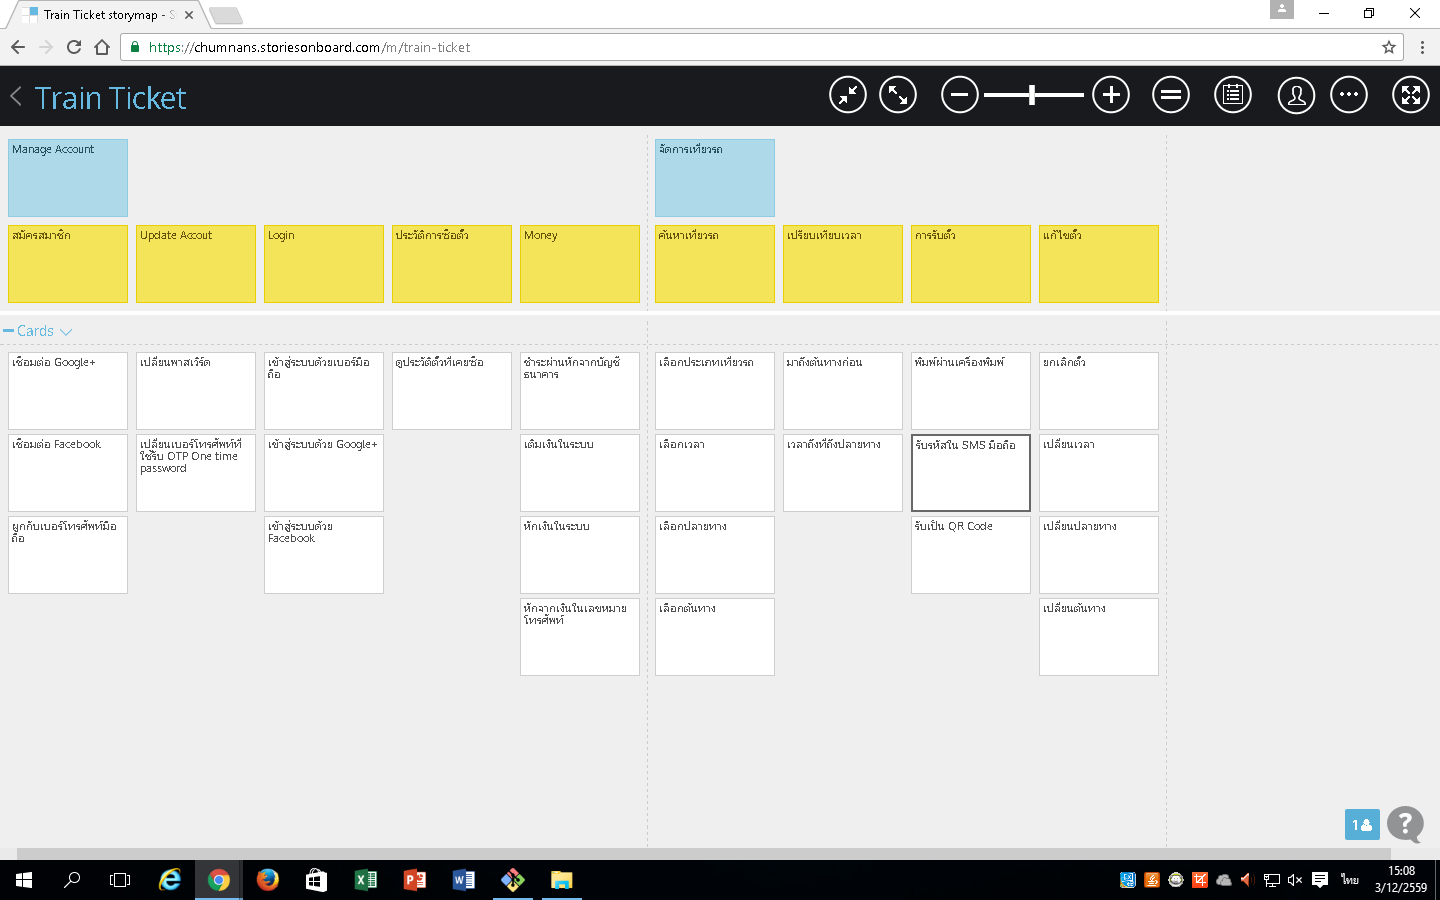 Train Ticket storymap - S
https://chumnans.storiesonboard.com/m/train-ticket
Train Ticket
Manage Account
จัดการเที่ยวรถ
สมัครสมาชิก
Update Accout
Login
ประวัติการซื้อตั๋ว
Money
ค้นหาเที่ยวรถ
เปรียบเทียบเวลา
การรับตั๋ว
แก้ไขตั๋ว
Cards
เชื่อมต่อ Google+
เปลี่ยนพาสเวิร์ด
เข้าสู่ระบบด้วยเบอร์มือ
ถือ
ดูประวัติตั๋วที่เคยซื้อ
ชำระผ่านหักจากบัญชี
ธนาคาร
เลือกประเภทเที่ยวรถ
มาถึงต้นทางก่อน
พิมพ์ผ่านเครื่องพิมพ์
ยกเลิกตั๋ว
เชื่อมต่อ Facebook
เปลี่ยนเบอร์โทรศัพท์ที่
ใช้รับ OTP One time
password
เข้าสู่ระบบด้วย Google+
เติมเงินในระบบ
เลือกเวลา
เวลาถึงที่ถึงปลายทาง
รับรหัสใน SMS มือถือ
เปลี่ยนเวลา
ผูกกับเบอร์โทรศัพท์มือ
ถือ
เข้าสู่ระบบด้วย
Facebook
หักเงินในระบบ
เลือกปลายทาง
รับเป็น QR Code
เปลี่ยนปลายทาง
หักจากเงินในเลขหมาย
โทรศัพท์
เลือกต้นทาง
เปลี่ยนต้นทาง
1
?
ไทย
15:08
3/12/2559